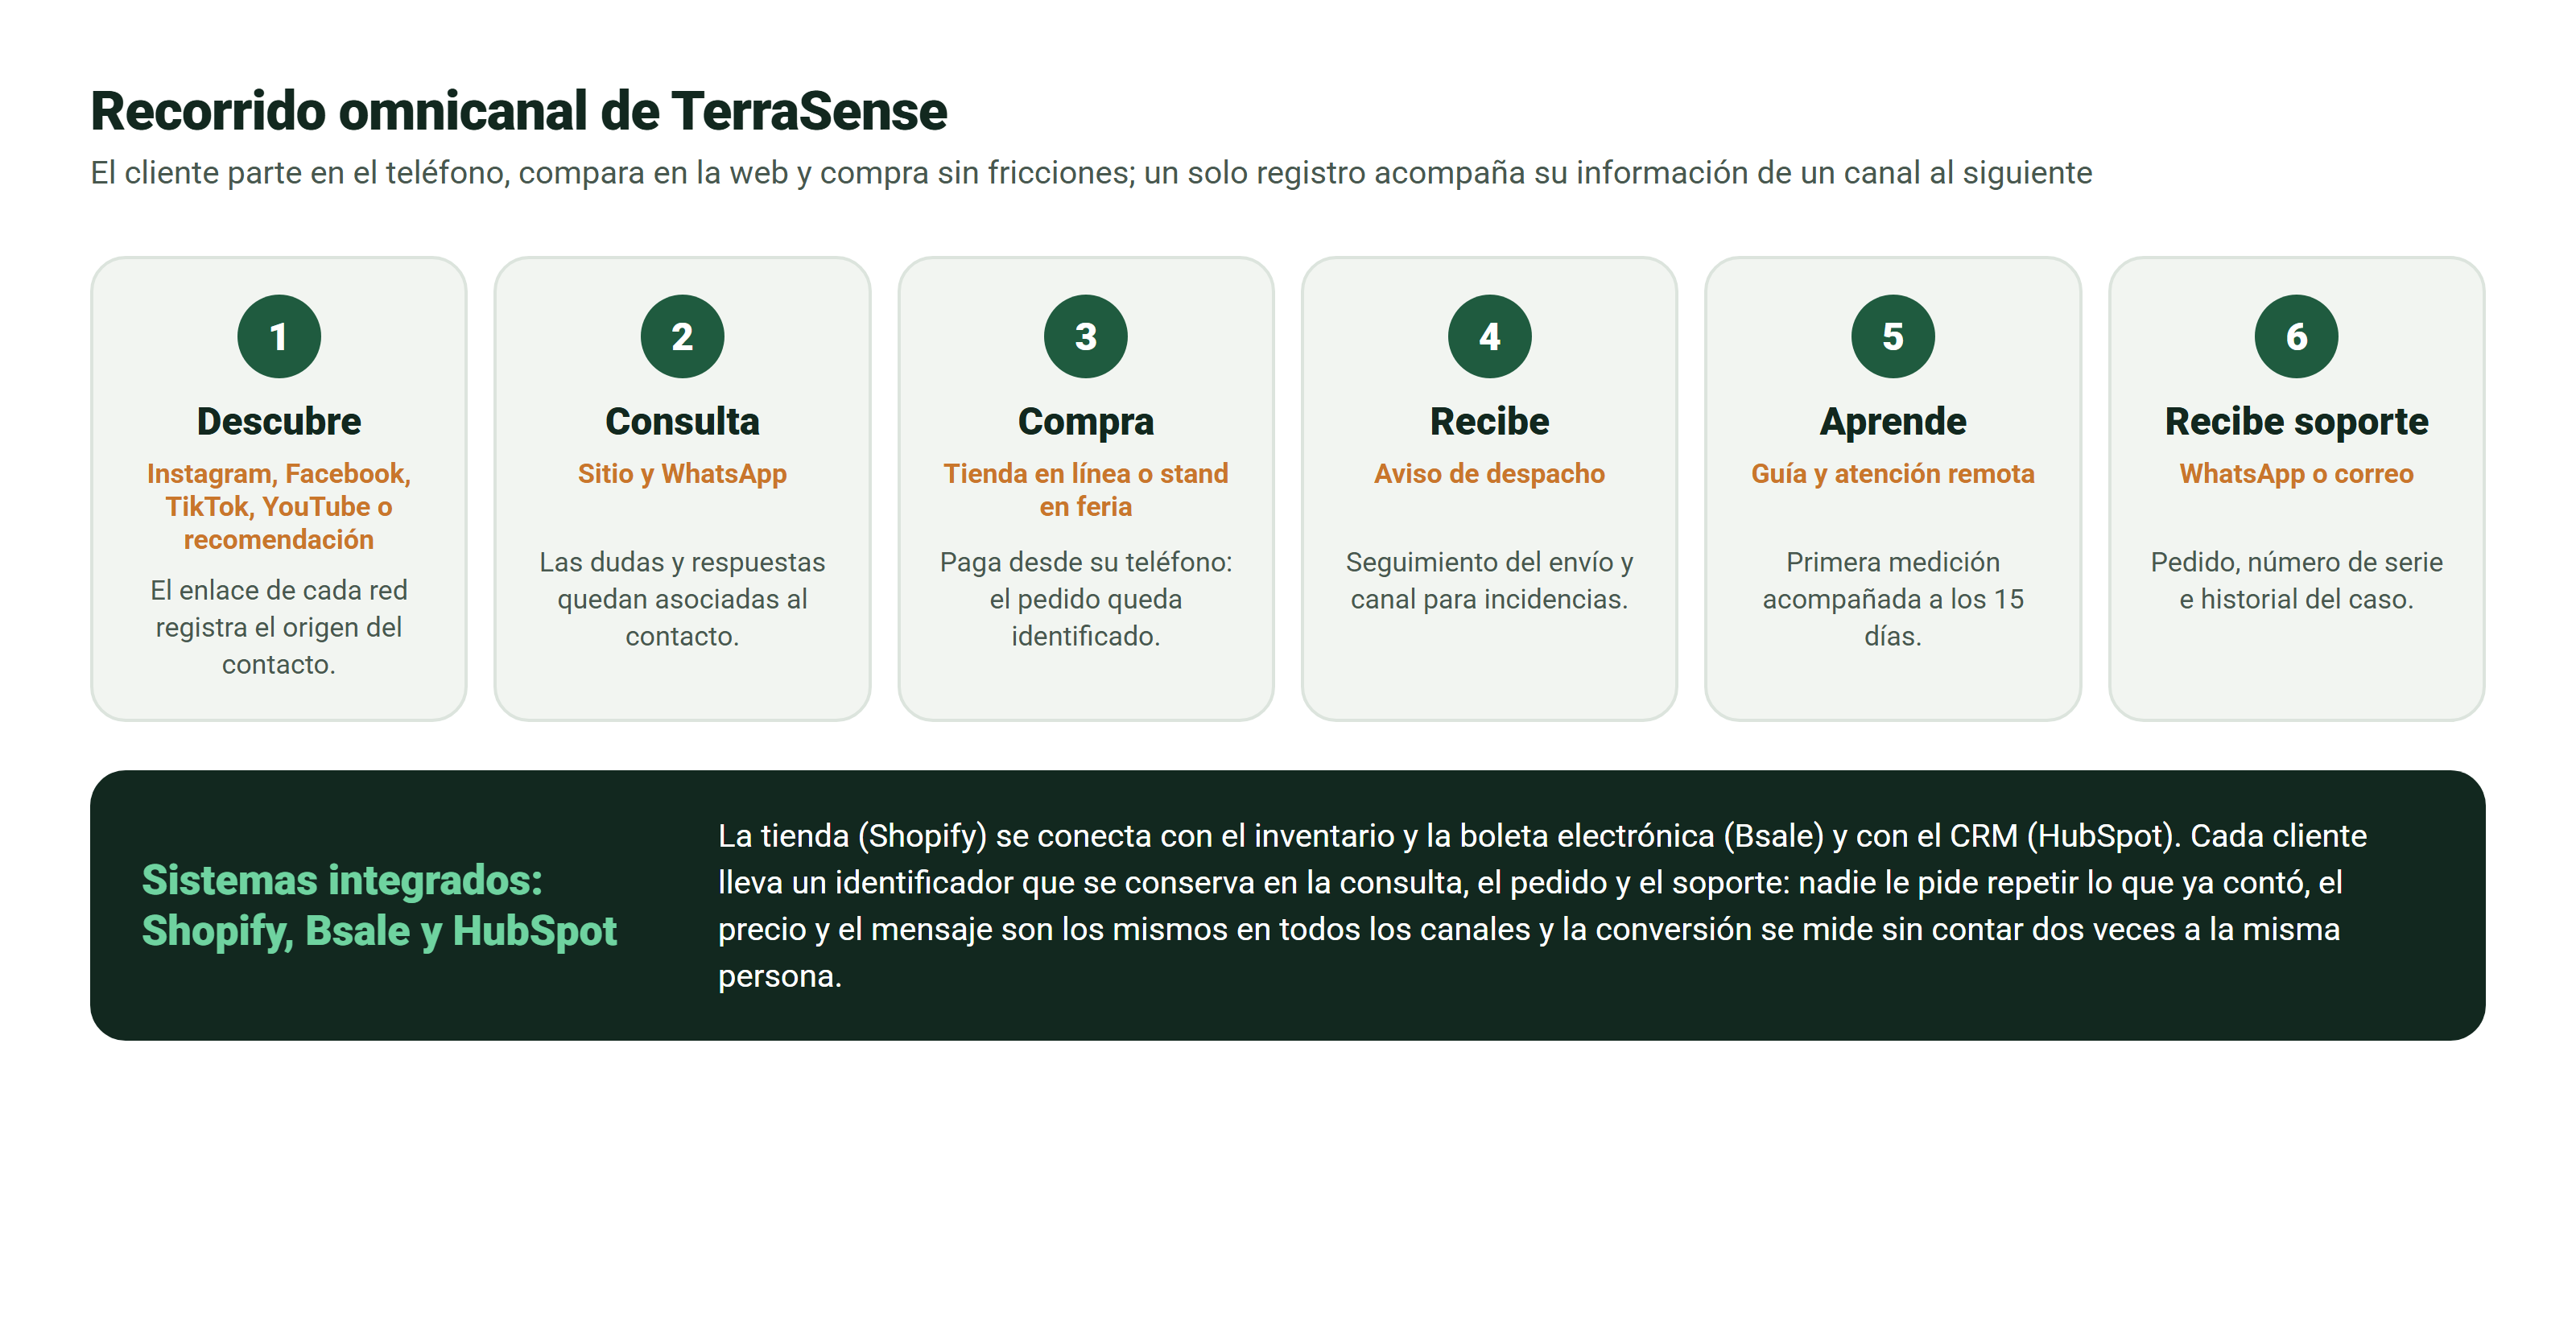 Recorrido omnicanal de TerraSense
El cliente parte en el teléfono, compara en la web y compra sin fricciones; un solo registro acompaña su información de un canal al siguiente
1
Descubre
Instagram, Facebook,
TikTok, YouTube o
recomendación
El enlace de cada red
registra el origen del
contacto.
2
Consulta
Sitio y WhatsApp
Las dudas y respuestas
quedan asociadas al
contacto.
3
Compra
Tienda en línea o stand
en feria
Paga desde su teléfono:
el pedido queda
identificado.
4
Recibe
Aviso de despacho
Seguimiento del envío y
canal para incidencias.
5
Aprende
Guía y atención remota
Primera medición
acompañada a los 15
días.
6
Recibe soporte
WhatsApp o correo
Pedido, número de serie
e historial del caso.
Sistemas integrados:
Shopify, Bsale y HubSpot
La tienda (Shopify) se conecta con el inventario y la boleta electrónica (Bsale) y con el CRM (HubSpot). Cada cliente
lleva un identificador que se conserva en la consulta, el pedido y el soporte: nadie le pide repetir lo que ya contó, el
precio y el mensaje son los mismos en todos los canales y la conversión se mide sin contar dos veces a la misma
persona.